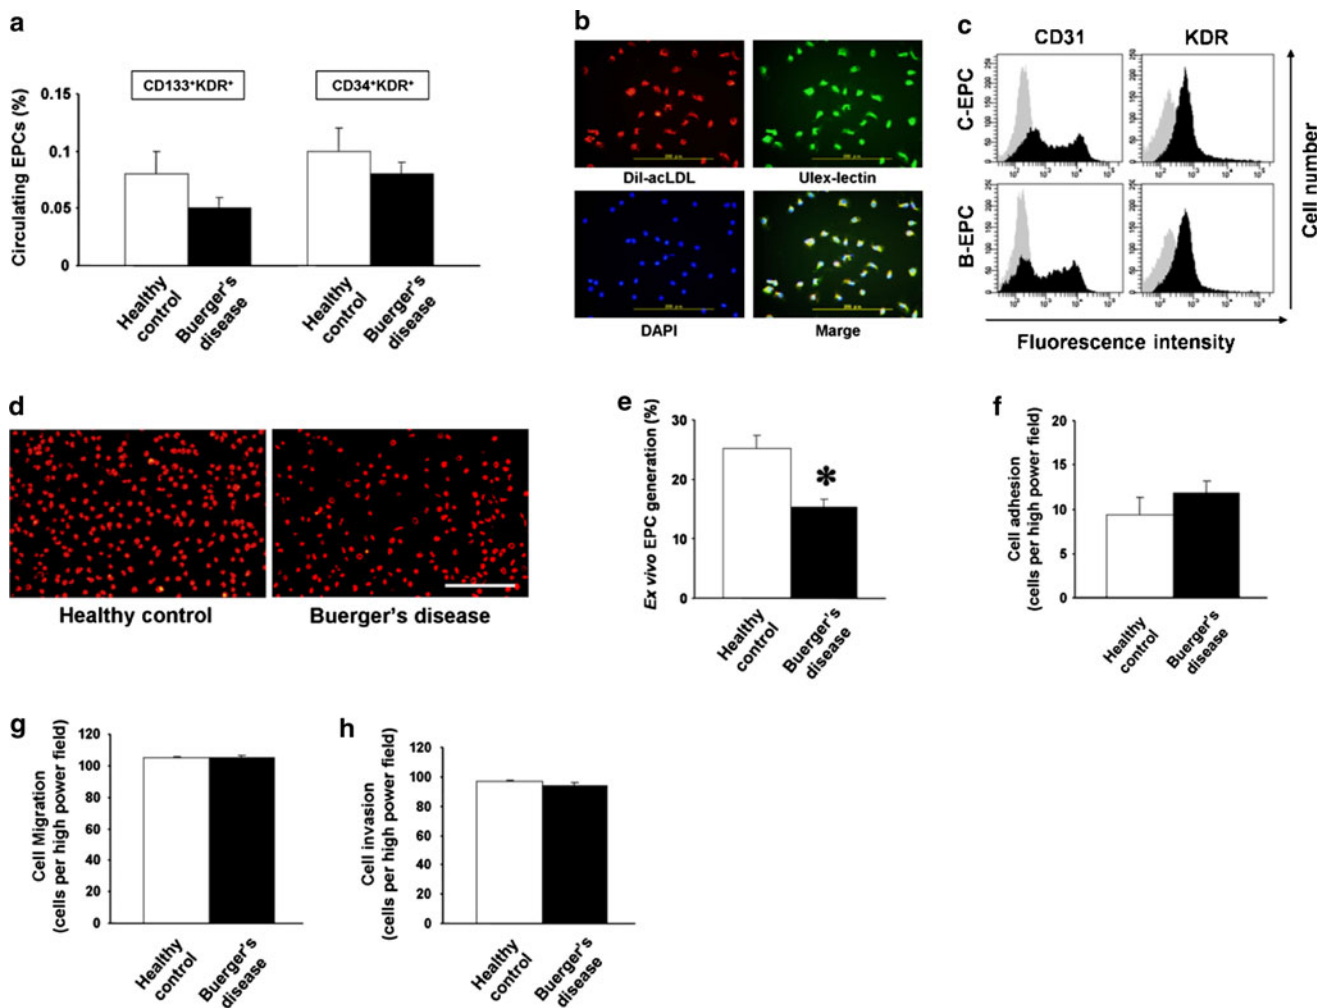 a
CD133+KDR+
CD34+KDR+
Circulating EPCs (%)
0.15
0.1
0.05
0
Healthy control
Buerger's disease
Healthy control
Buerger's disease
b
Dil-acLDL
Ulex-lectin
DAPI
Marge
c
CD31
KDR
C-EPC
B-EPC
Cell number
Fluorescence intensity
d
Healthy control
Buerger's disease
e
Ex vivo EPC generation (%)
30
25
20
15
10
5
0
*
Healthy control
Buerger's disease
f
Cell adhesion
(cells per high power field)
20
15
10
5
0
Healthy control
Buerger's disease
g
Cell Migration
(cells per high power field)
120
100
80
60
40
20
0
Healthy control
Buerger's disease
h
Cell invasion
(cells per high power field)
120
100
80
60
40
20
0
Healthy control
Buerger's disease